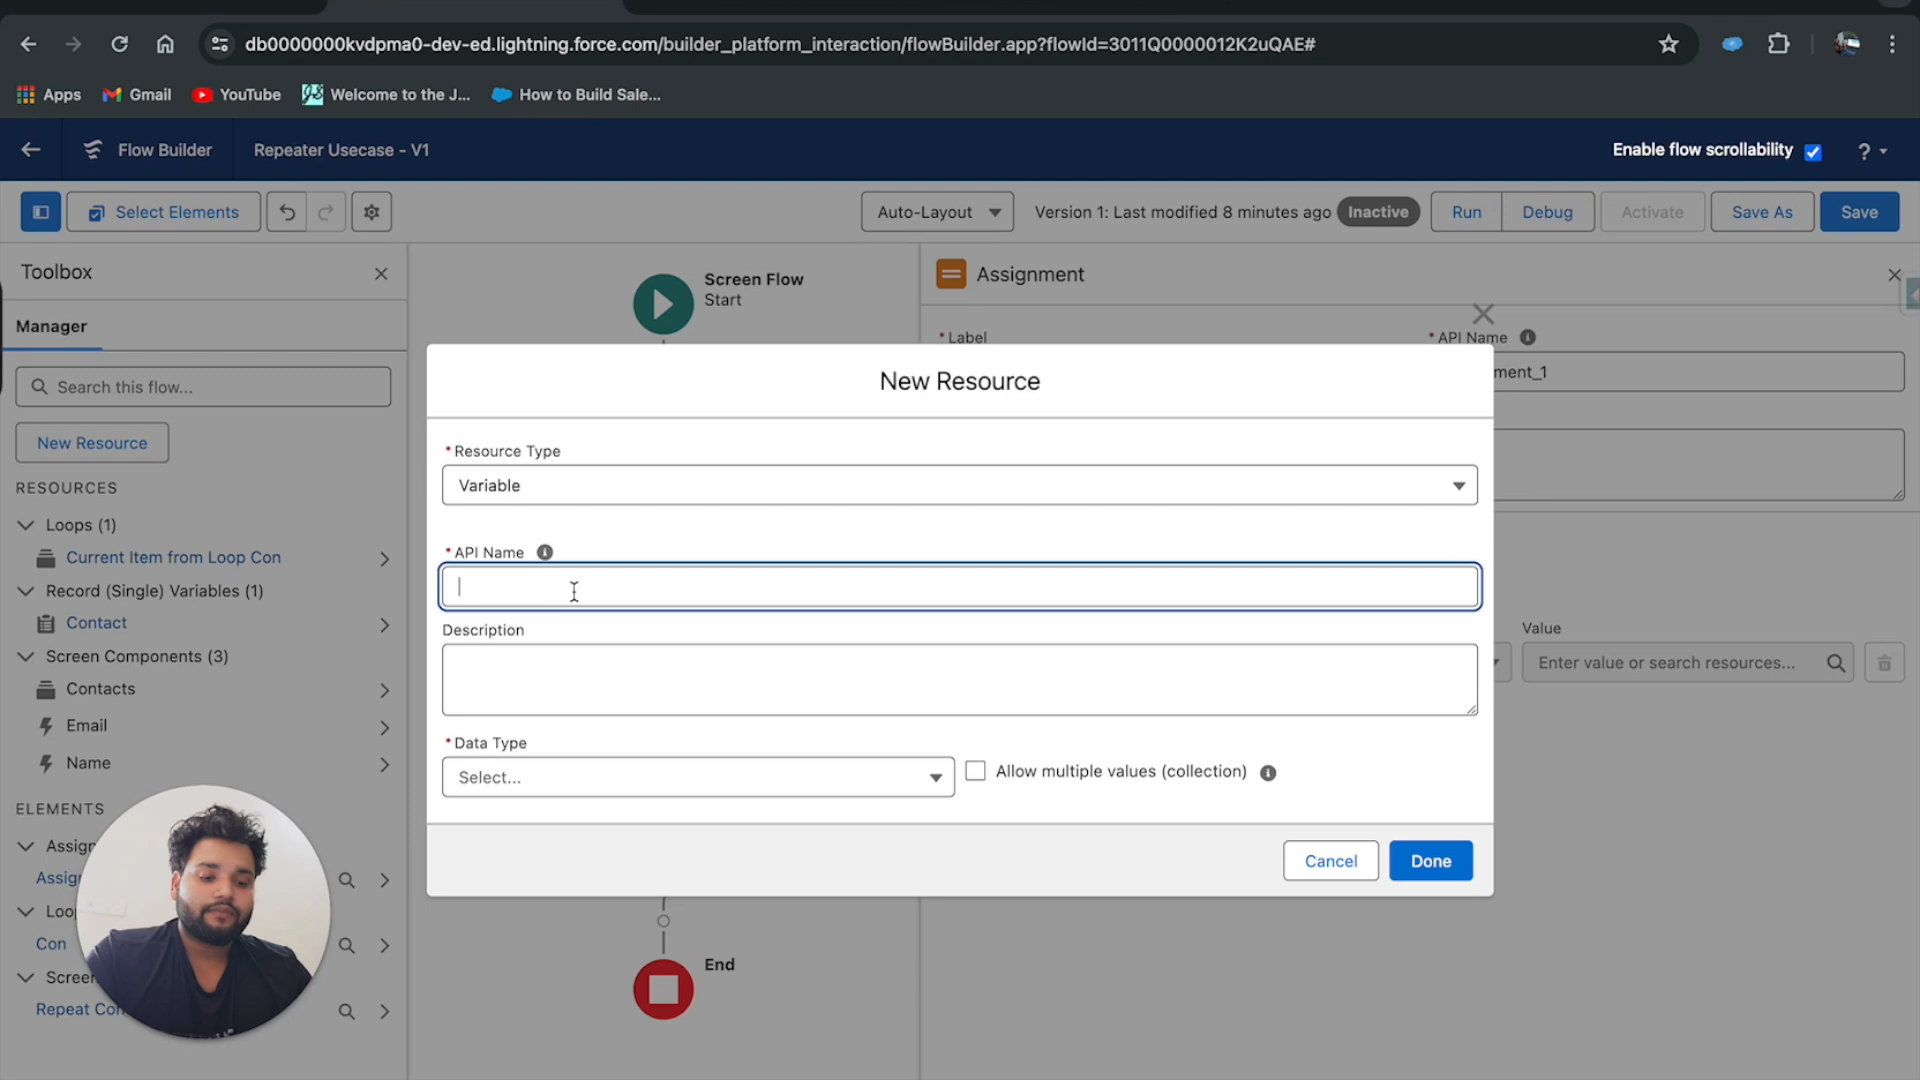 db0000000kvdpma0-dev-ed.lightning.force.com/builder_platform_interaction/flowBuilder.app?flowId=3011Q0000012K2uQAE#
Apps Gmail YouTube Welcome to the J... How to Build Sale...
Flow Builder Repeater Usecase - V1 Enable flow scrollability ?
Select Elements Auto-Layout Version 1: Last modified 8 minutes ago Inactive Run Debug Activate Save As Save
Toolbox
Screen Flow
Start
Assignment
Manager
* Label * API Name
Search this flow...
ment_1
New Resource
New Resource
* Resource Type
Variable
RESOURCES
Loops (1)
Current Item from Loop Con
* API Name
Record (Single) Variables (1)
Contact
Description
Value
Screen Components (3)
Enter value or search resources...
Contacts
Email
* Data Type
Name
Select... Allow multiple values (collection)
ELEMENTS
Assign
Cancel Done
Assign
Loo
Con
End
Screen
Repeat Con